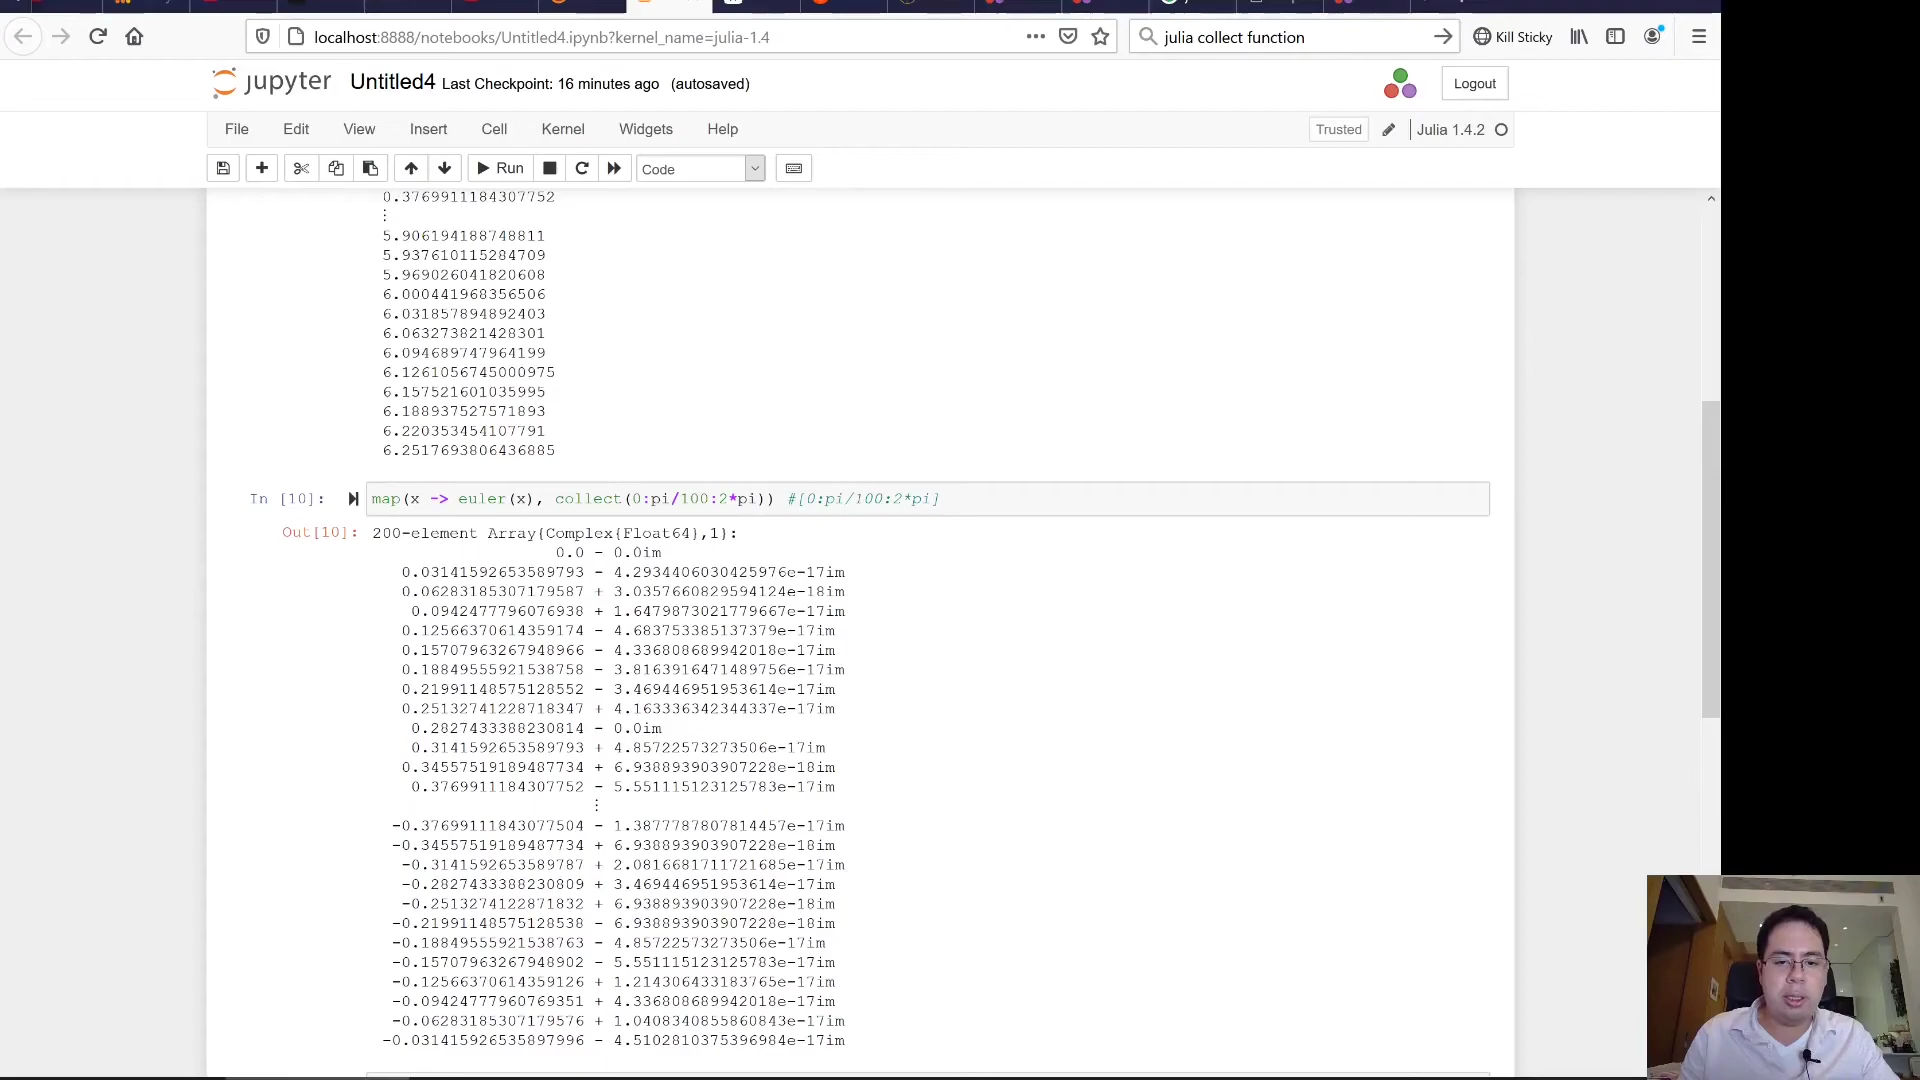 localhost:8888/notebooks/Untitled4.ipynb?kernel_name=julia-1.4
julia collect function
Kill Sticky
jupyter Untitled4 Last Checkpoint: 16 minutes ago (autosaved)
Logout
File Edit View Insert Cell Kernel Widgets Help
Trusted
Julia 1.4.2
Run
Code
0.3769911184307752
⋮
5.906194188748811
5.937610115284709
5.969026041820608
6.000441968356506
6.031857894892403
6.063273821428301
6.094689747964199
6.1261056745000975
6.157521601035995
6.188937527571893
6.220353454107791
6.2517693806436885
In [10]: map(x -> euler(x), collect(0:pi/100:2*pi)) #[0:pi/100:2*pi]
Out[10]: 200-element Array{Complex{Float64},1}:
0.0 - 0.0im
0.03141592653589793 - 4.2934406030425976e-17im
0.06283185307179587 + 3.0357660829594124e-18im
0.0942477796076938 + 1.6479873021779667e-17im
0.12566370614359174 - 4.683753385137379e-17im
0.15707963267948966 - 4.336808689942018e-17im
0.18849555921538758 - 3.8163916471489756e-17im
0.21991148575128552 - 3.469446951953614e-17im
0.25132741228718347 + 4.163336342344337e-17im
0.2827433388230814 - 0.0im
0.3141592653589793 + 4.85722573273506e-17im
0.34557519189487734 + 6.938893903907228e-18im
0.3769911184307752 - 5.551115123125783e-17im
⋮
-0.37699111843077504 - 1.3877787807814457e-17im
-0.34557519189487734 + 6.938893903907228e-18im
-0.3141592653589787 + 2.0816681711721685e-17im
-0.2827433388230809 + 3.469446951953614e-17im
-0.2513274122871832 + 6.938893903907228e-18im
-0.21991148575128538 - 6.938893903907228e-18im
-0.18849555921538763 - 4.85722573273506e-17im
-0.15707963267948902 - 5.551115123125783e-17im
-0.12566370614359126 + 1.214306433183765e-17im
-0.09424777960769351 + 4.336808689942018e-17im
-0.06283185307179576 + 1.0408340855860843e-17im
-0.031415926535897996 - 4.5102810375396984e-17im